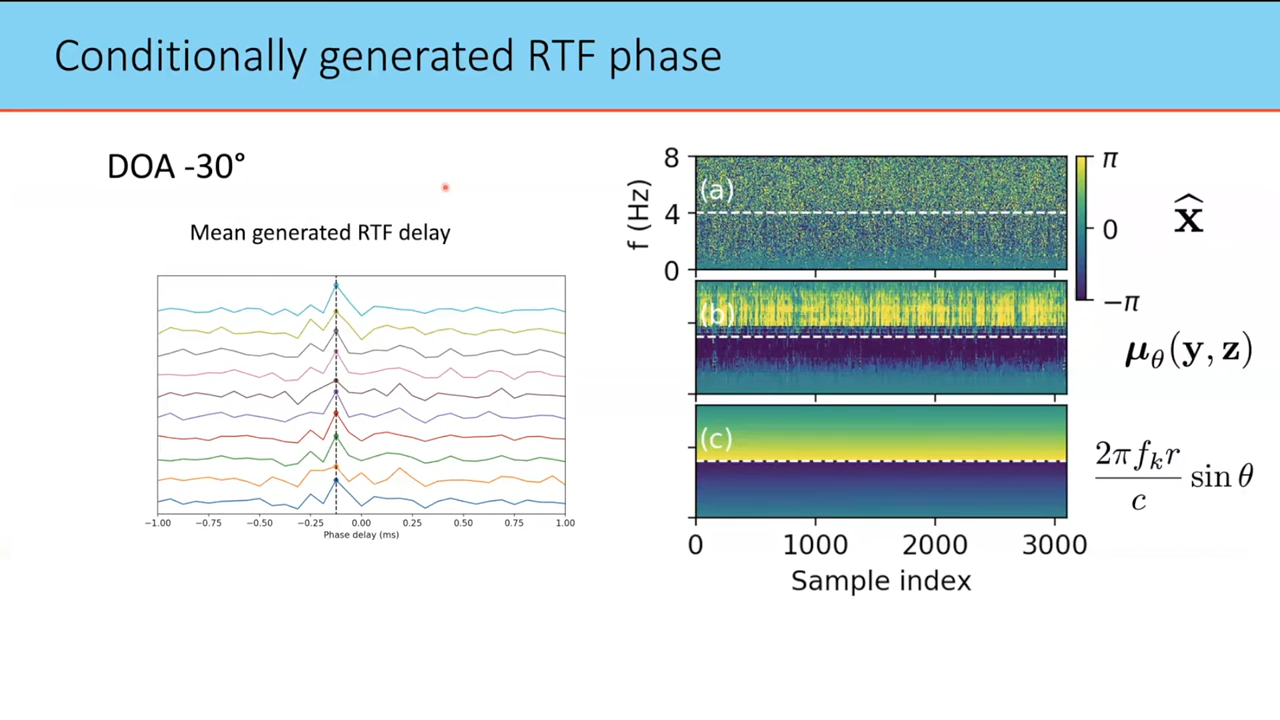 Conditionally generated RTF phase
DOA -30°
Mean generated RTF delay
−1.00 −0.75 −0.50 −0.25 0.00 0.25 0.50 0.75 1.00
Phase delay (ms)
f (Hz)
8
4
0
(a)
(b)
(c)
π
0
−π
0 1000 2000 3000
Sample index
x̂
μ_θ(y, z)
2πf_k r
c
sin θ